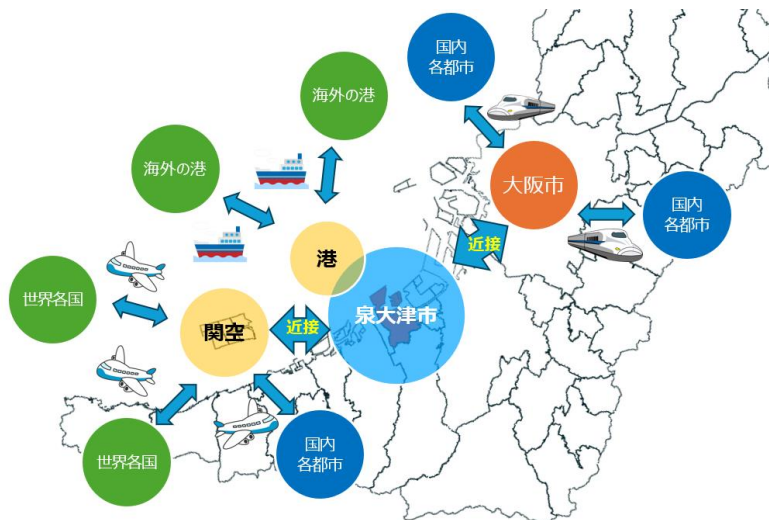 国内
各都市
海外の港
海外の港
大阪市
国内
各都市
近接
港
世界各国
関空
近接
泉大津市
世界各国
国内
各都市